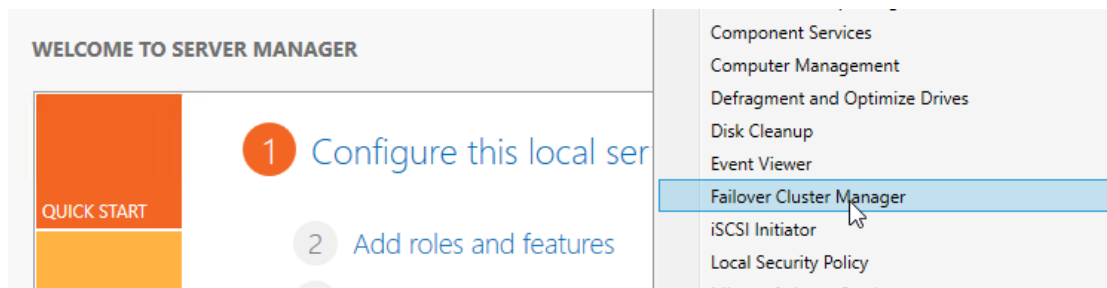 WELCOME TO SERVER MANAGER
QUICK START
1 Configure this local ser
2 Add roles and features
Component Services
Computer Management
Defragment and Optimize Drives
Disk Cleanup
Event Viewer
Failover Cluster Manager
iSCSI Initiator
Local Security Policy